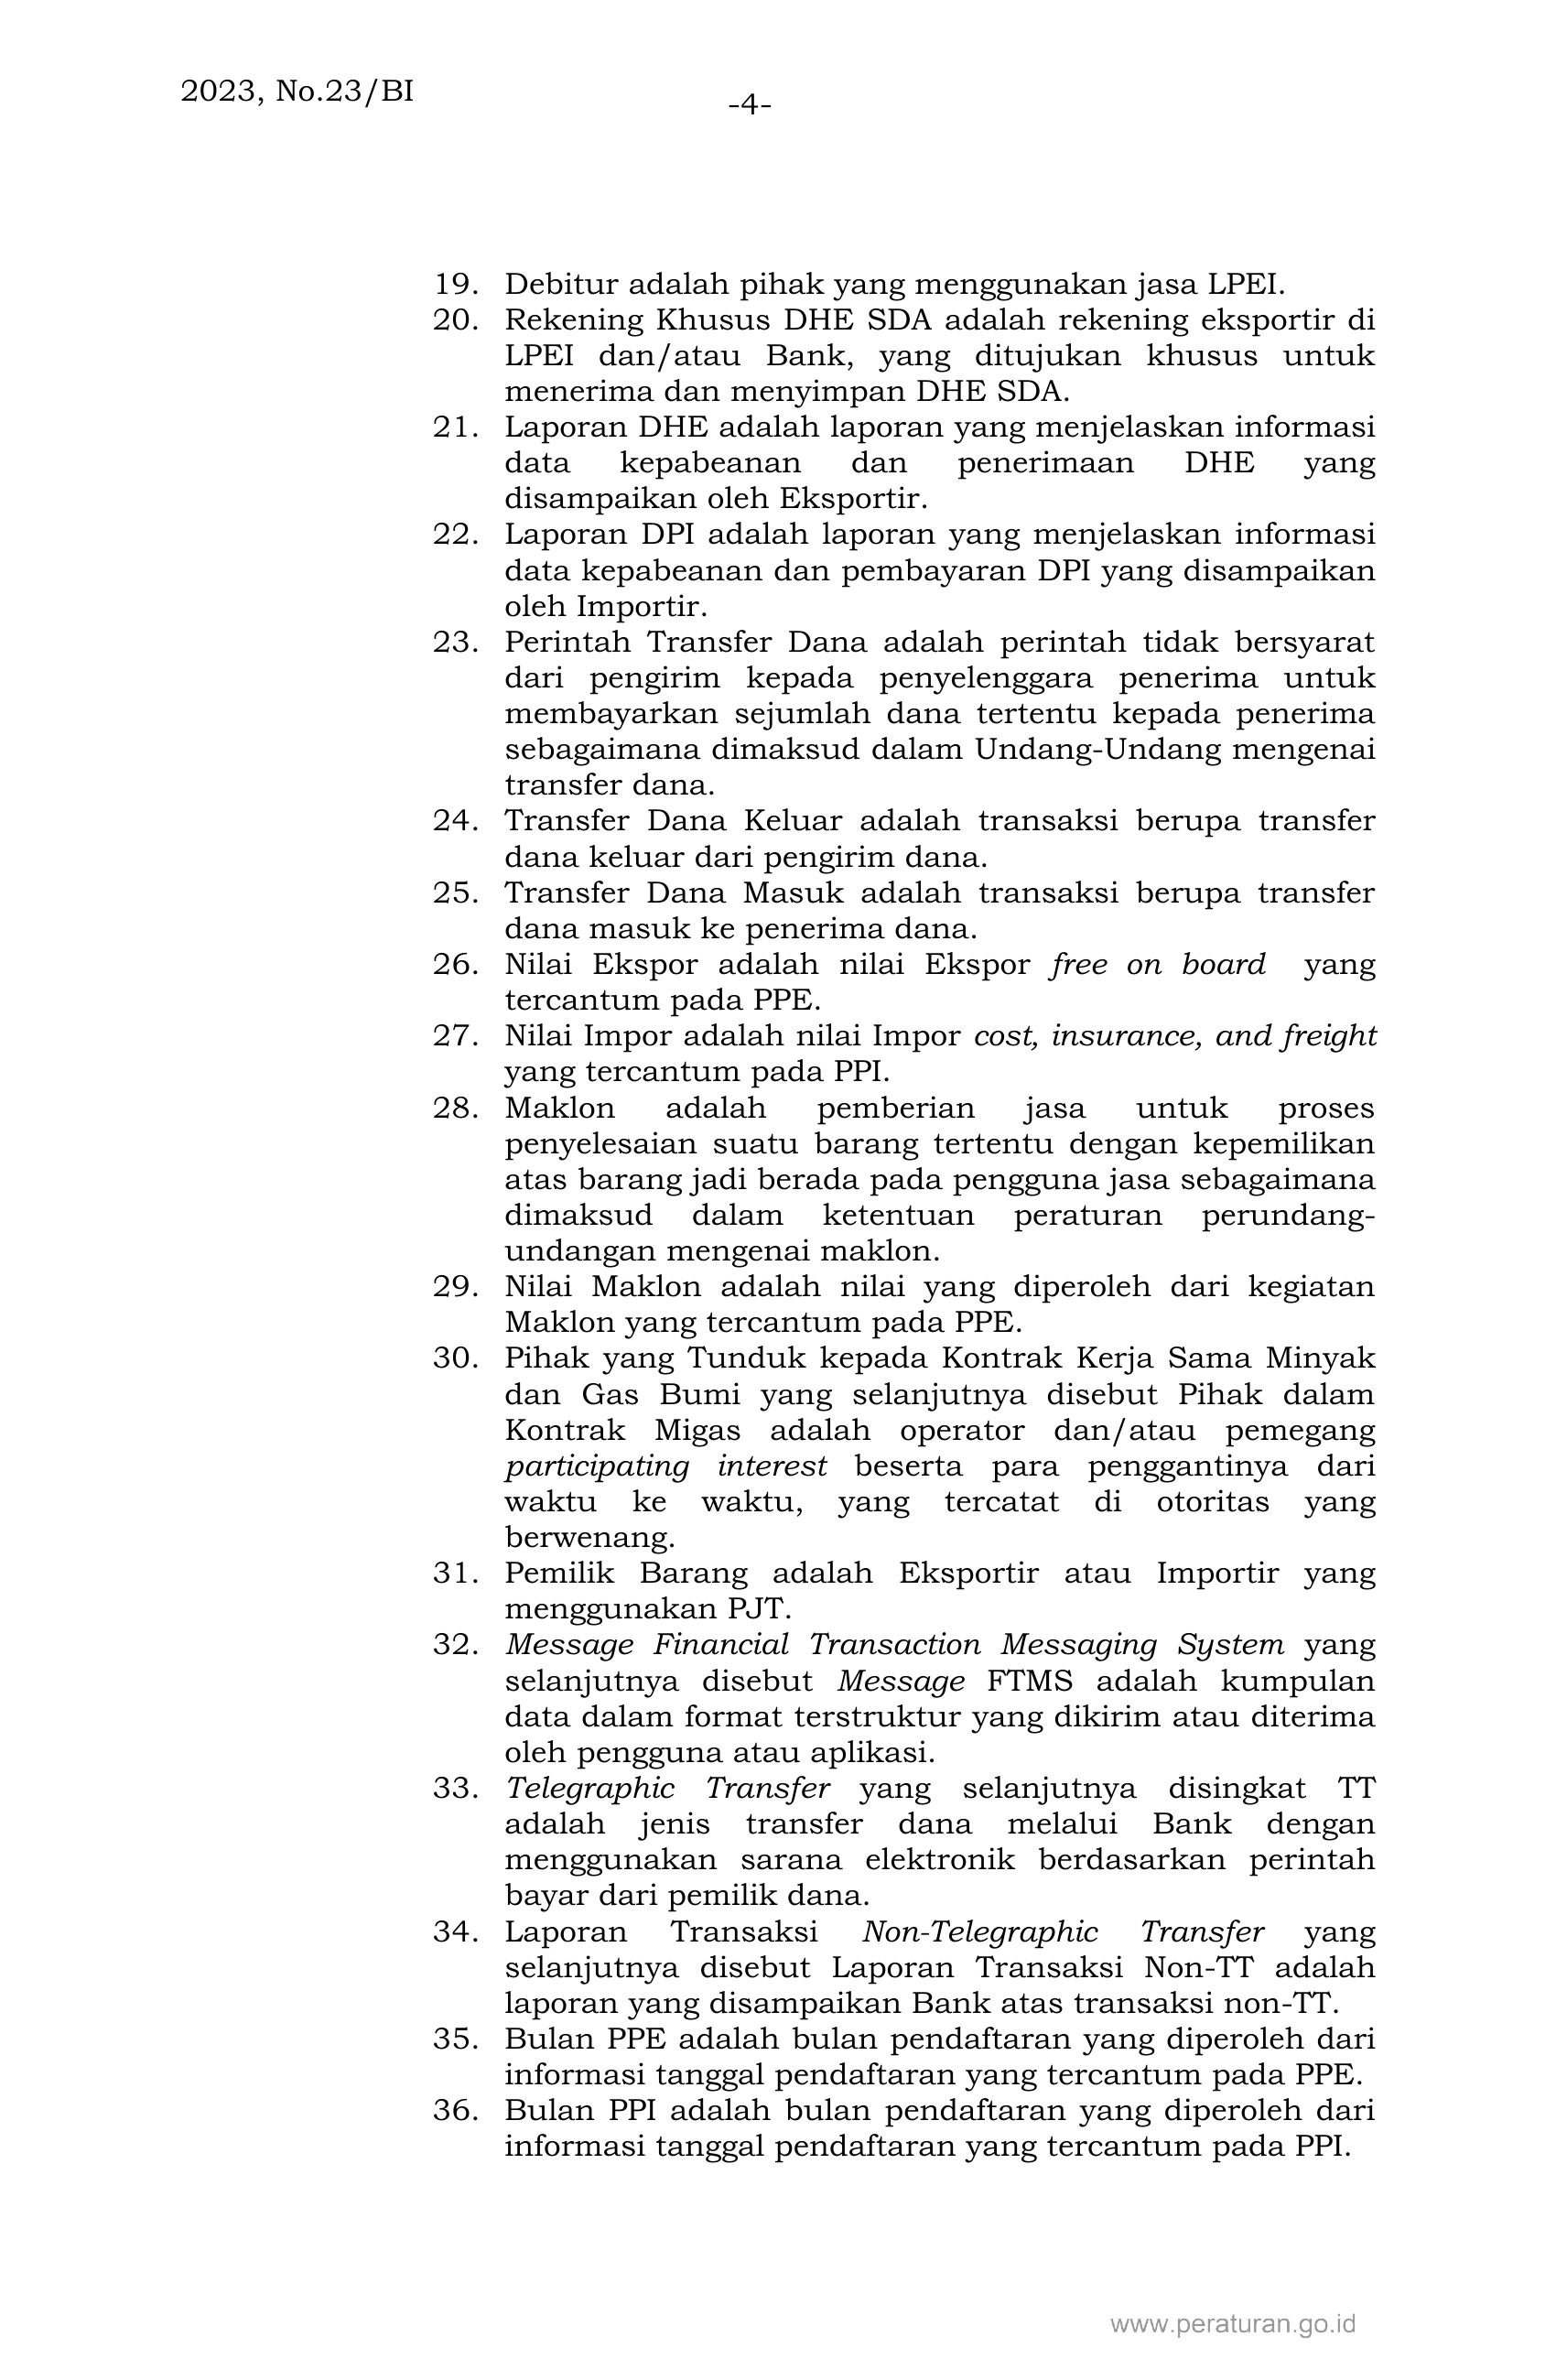 2023, No.23/BI
-4-
19. Debitur adalah pihak yang menggunakan jasa LPEI.
20. Rekening Khusus DHE SDA adalah rekening eksportir di
LPEI dan/atau Bank, yang ditujukan khusus untuk
menerima dan menyimpan DHE SDA.
21. Laporan DHE adalah laporan yang menjelaskan informasi
data kepabeanan dan penerimaan DHE yang
disampaikan oleh Eksportir.
22. Laporan DPI adalah laporan yang menjelaskan informasi
data kepabeanan dan pembayaran DPI yang disampaikan
oleh Importir.
23. Perintah Transfer Dana adalah perintah tidak bersyarat
dari pengirim kepada penyelenggara penerima untuk
membayarkan sejumlah dana tertentu kepada penerima
sebagaimana dimaksud dalam Undang-Undang mengenai
transfer dana.
24. Transfer Dana Keluar adalah transaksi berupa transfer
dana keluar dari pengirim dana.
25. Transfer Dana Masuk adalah transaksi berupa transfer
dana masuk ke penerima dana.
26. Nilai Ekspor adalah nilai Ekspor free on board yang
tercantum pada PPE.
27. Nilai Impor adalah nilai Impor cost, insurance, and freight
yang tercantum pada PPI.
28. Maklon adalah pemberian jasa untuk proses
penyelesaian suatu barang tertentu dengan kepemilikan
atas barang jadi berada pada pengguna jasa sebagaimana
dimaksud dalam ketentuan peraturan perundang-
undangan mengenai maklon.
29. Nilai Maklon adalah nilai yang diperoleh dari kegiatan
Maklon yang tercantum pada PPE.
30. Pihak yang Tunduk kepada Kontrak Kerja Sama Minyak
dan Gas Bumi yang selanjutnya disebut Pihak dalam
Kontrak Migas adalah operator dan/atau pemegang
participating interest beserta para penggantinya dari
waktu ke waktu, yang tercatat di otoritas yang
berwenang.
31. Pemilik Barang adalah Eksportir atau Importir yang
menggunakan PJT.
32. Message Financial Transaction Messaging System yang
selanjutnya disebut Message FTMS adalah kumpulan
data dalam format terstruktur yang dikirim atau diterima
oleh pengguna atau aplikasi.
33. Telegraphic Transfer yang selanjutnya disingkat TT
adalah jenis transfer dana melalui Bank dengan
menggunakan sarana elektronik berdasarkan perintah
bayar dari pemilik dana.
34. Laporan Transaksi Non-Telegraphic Transfer yang
selanjutnya disebut Laporan Transaksi Non-TT adalah
laporan yang disampaikan Bank atas transaksi non-TT.
35. Bulan PPE adalah bulan pendaftaran yang diperoleh dari
informasi tanggal pendaftaran yang tercantum pada PPE.
36. Bulan PPI adalah bulan pendaftaran yang diperoleh dari
informasi tanggal pendaftaran yang tercantum pada PPI.
www.peraturan.go.id